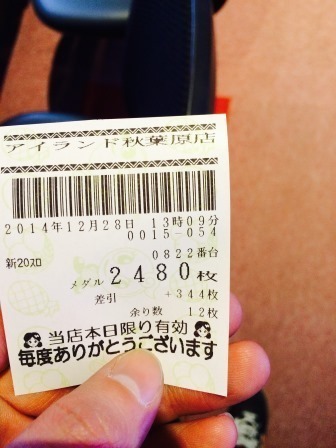 アイランド秋葉原店
2014年12月28日 13時09分
0015-054
新20スロ 0822番台
メダル 2480枚
差引 +344枚
余り数 12枚
当店本日限り有効
毎度ありがとうございます